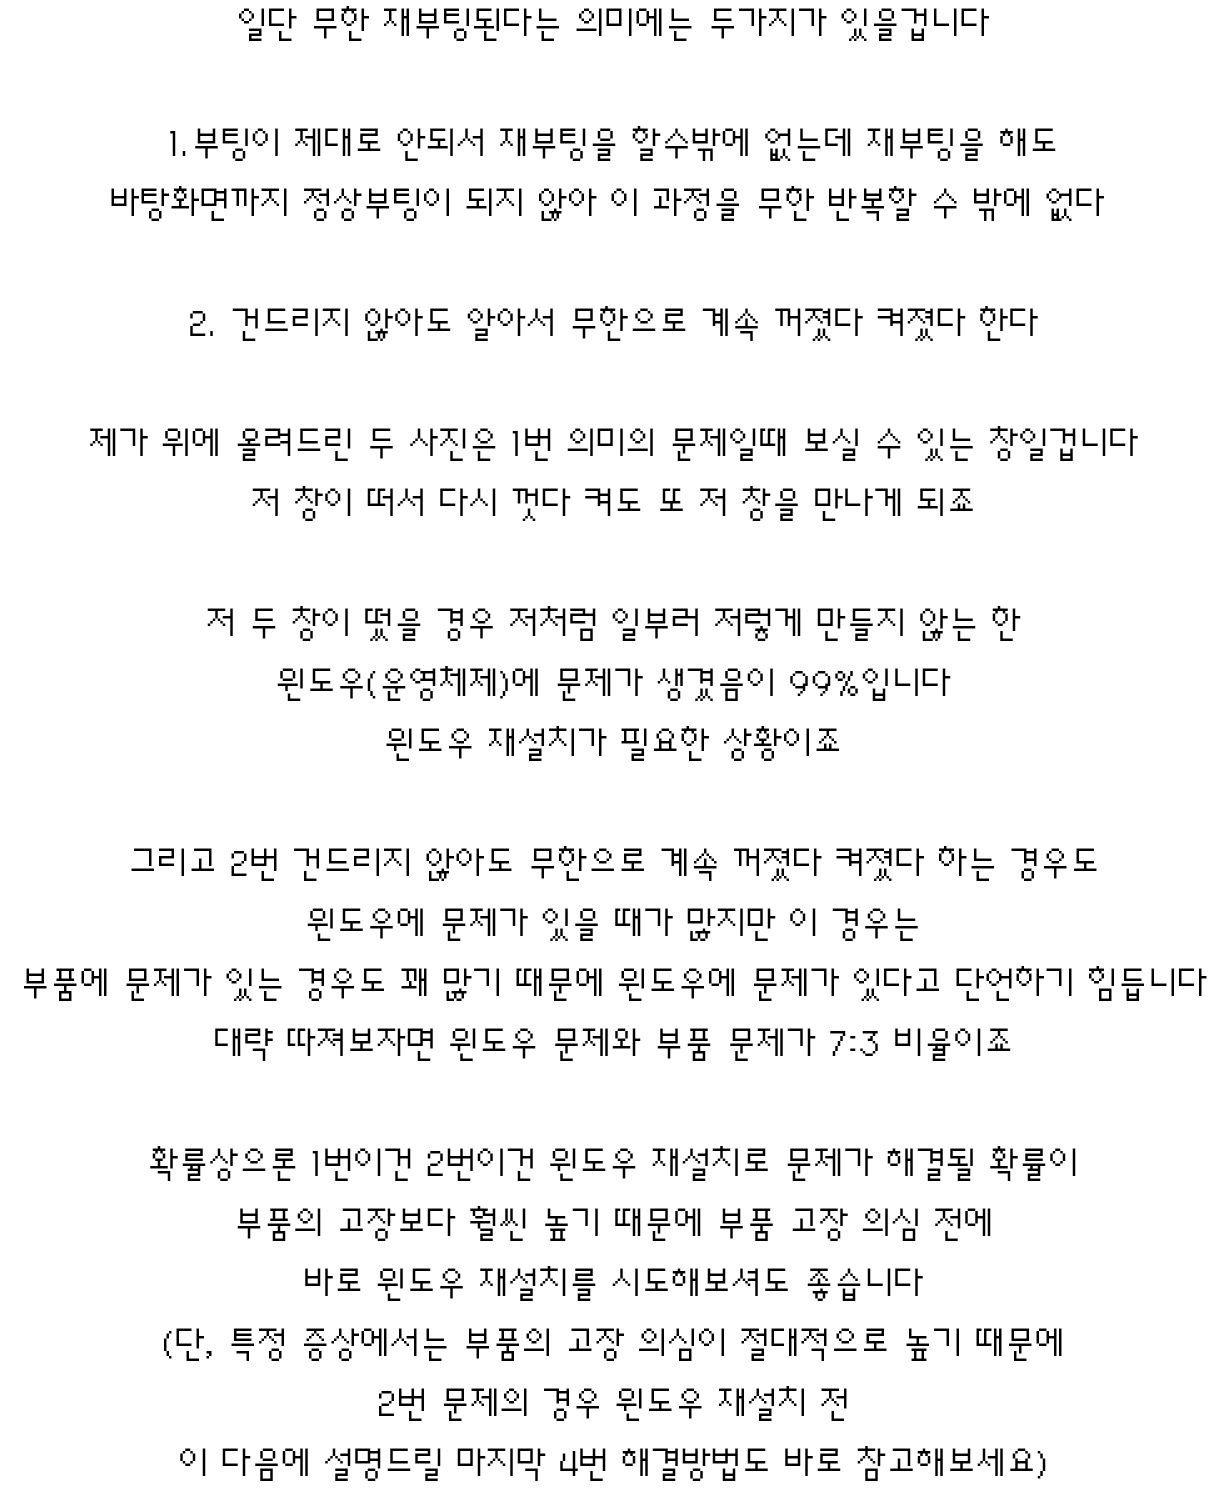 일단 무한 재부팅된다는 의미에는 두가지가 있을겁니다
1.부팅이 제대로 안되서 재부팅을 할수밖에 없는데 재부팅을 해도
바탕화면까지 정상부팅이 되지 않아 이 과정을 무한 반복할 수 밖에 없다
2. 건드리지 않아도 알아서 무한으로 계속 꺼졌다 켜졌다 한다
제가 위에 올려드린 두 사진은 1번 의미의 문제일때 보실 수 있는 창일겁니다
저 창이 떠서 다시 껏다 켜도 또 저 창을 만나게 되죠
저 두 창이 떴을 경우 저처럼 일부러 저렇게 만들지 않는 한
윈도우(운영체제)에 문제가 생겼음이 99%입니다
윈도우 재설치가 필요한 상황이죠
그리고 2번 건드리지 않아도 무한으로 계속 꺼졌다 켜졌다 하는 경우도
윈도우에 문제가 있을 때가 많지만 이 경우는
부품에 문제가 있는 경우도 꽤 많기 때문에 윈도우에 문제가 있다고 단언하기 힘듭니다
대략 따져보자면 윈도우 문제와 부품 문제가 7:3 비율이죠
확률상으론 1번이건 2번이건 윈도우 재설치로 문제가 해결될 확률이
부품의 고장보다 훨씬 높기 때문에 부품 고장 의심 전에
바로 윈도우 재설치를 시도해보셔도 좋습니다
(단, 특정 증상에서는 부품의 고장 의심이 절대적으로 높기 때문에
2번 문제의 경우 윈도우 재설치 전
이 다음에 설명드릴 마지막 4번 해결방법도 바로 참고해보세요)